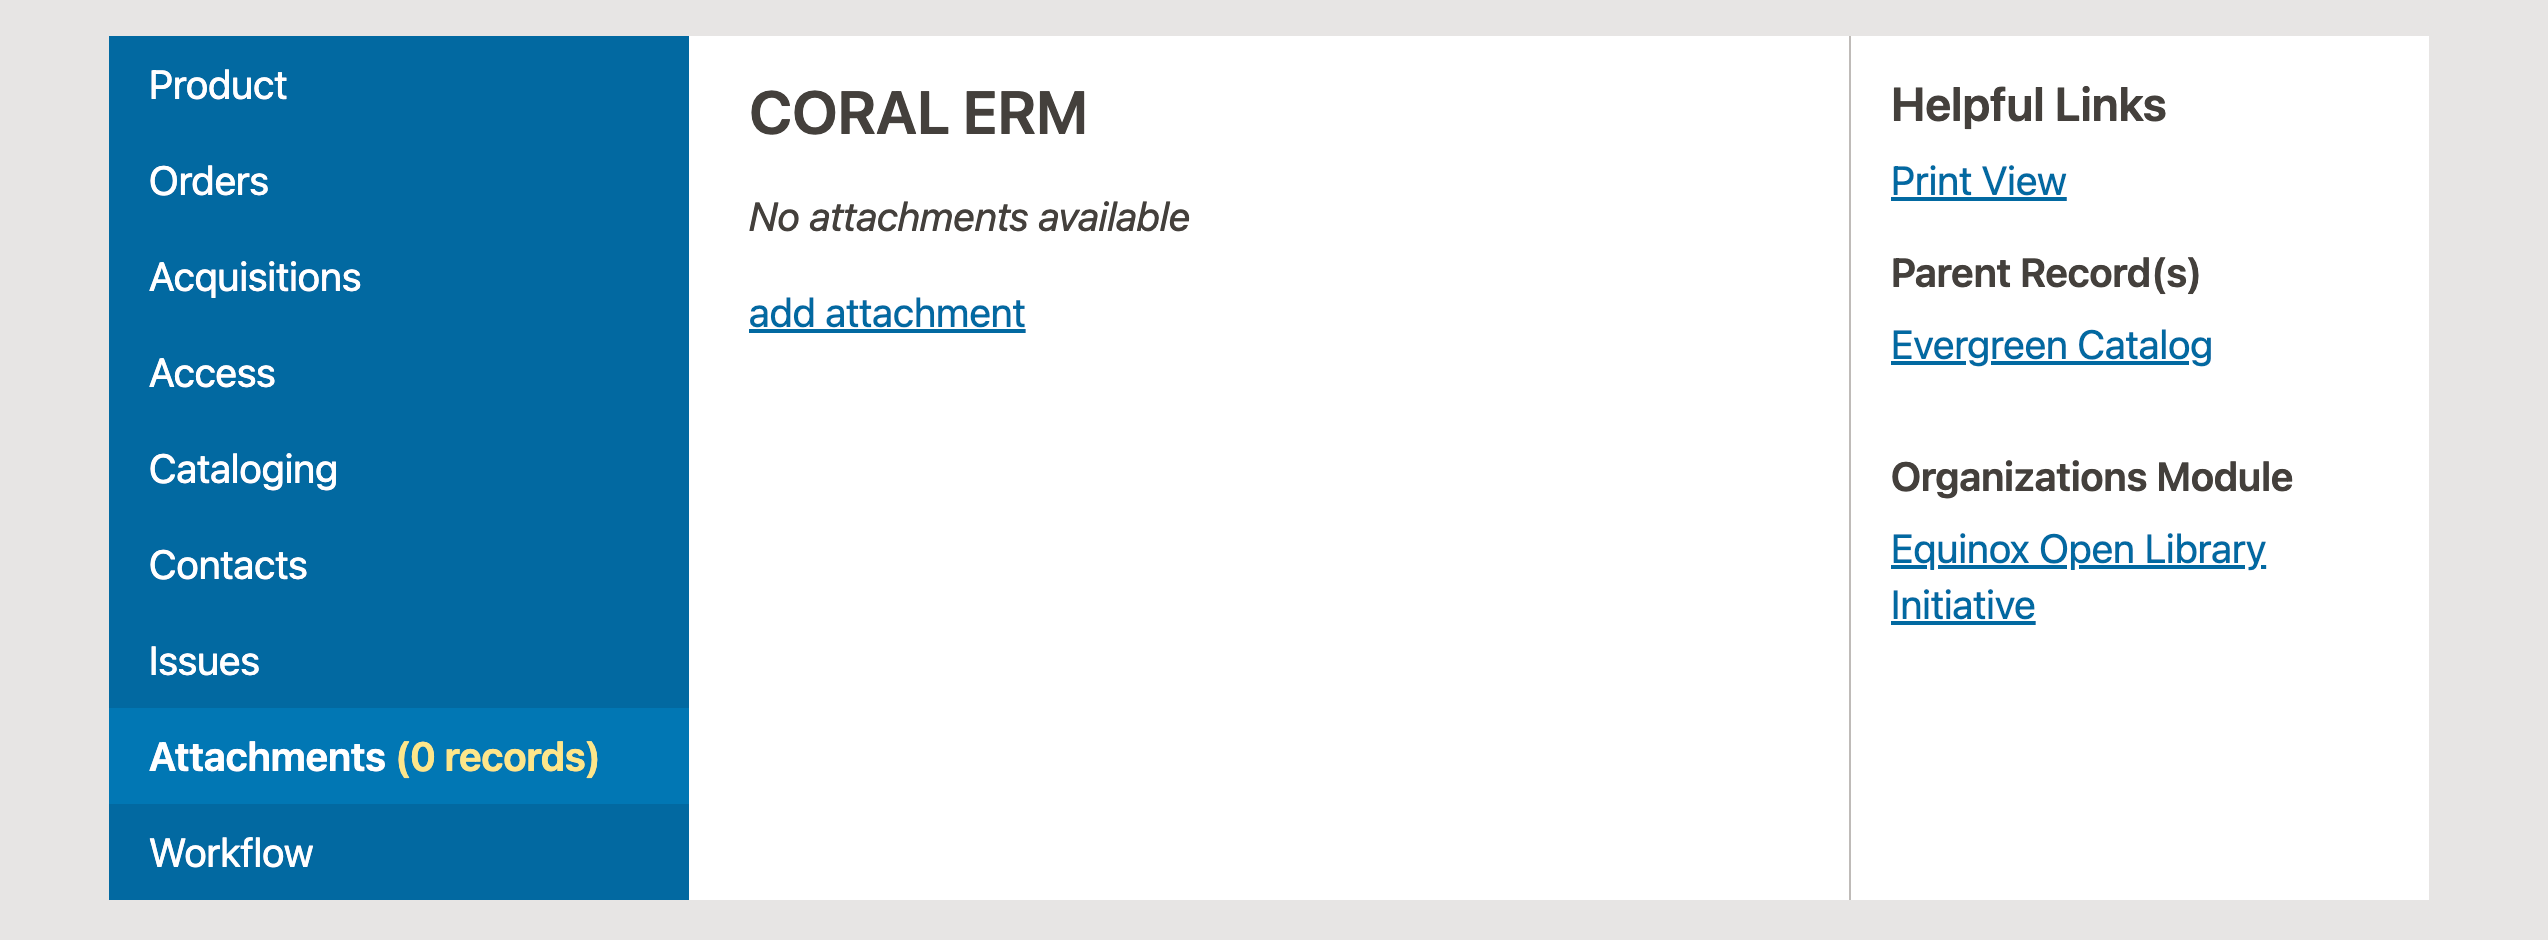 Product
Orders
Acquisitions
Access
Cataloging
Contacts
Issues
Attachments (0 records)
Workflow
CORAL ERM
No attachments available
add attachment
Helpful Links
Print View
Parent Record(s)
Evergreen Catalog
Organizations Module
Equinox Open Library
Initiative